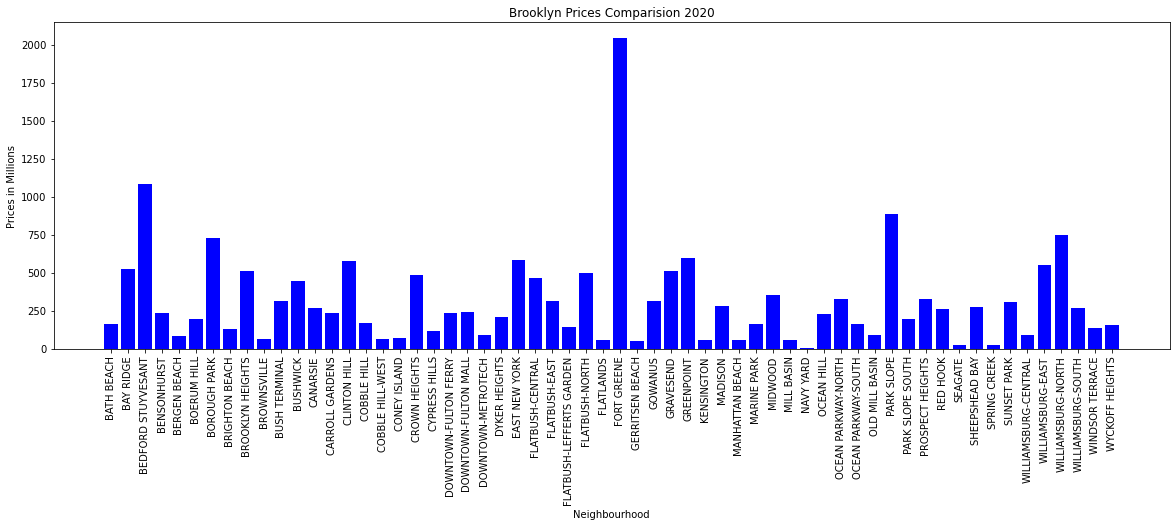 Brooklyn Prices Comparision 2020
Prices in Millions
2000
1750
1500
1250
1000
750
500
250
0
BATH BEACH
BAY RIDGE
BEDFORD STUYVESANT
BENSONHURST
BERGEN BEACH
BOERUM HILL
BOROUGH PARK
BRIGHTON BEACH
BROOKLYN HEIGHTS
BROWNSVILLE
BUSH TERMINAL
BUSHWICK
CANARSIE
CARROLL GARDENS
CLINTON HILL
COBBLE HILL
COBBLE HILL-WEST
CONEY ISLAND
CROWN HEIGHTS
CYPRESS HILLS
DOWNTOWN-FULTON FERRY
DOWNTOWN-FULTON MALL
DOWNTOWN-METROTECH
DYKER HEIGHTS
EAST NEW YORK
FLATBUSH-CENTRAL
FLATBUSH-EAST
FLATBUSH-LEFFERTS GARDEN
FLATBUSH-NORTH
FLATLANDS
FORT GREENE
GERRITSEN BEACH
GOWANUS
GRAVESEND
GREENPOINT
KENSINGTON
MADISON
MANHATTAN BEACH
MARINE PARK
MIDWOOD
MILL BASIN
NAVY YARD
OCEAN HILL
OCEAN PARKWAY-NORTH
OCEAN PARKWAY-SOUTH
OLD MILL BASIN
PARK SLOPE
PARK SLOPE SOUTH
PROSPECT HEIGHTS
RED HOOK
SEAGATE
SHEEPSHEAD BAY
SPRING CREEK
SUNSET PARK
WILLIAMSBURG-CENTRAL
WILLIAMSBURG-EAST
WILLIAMSBURG-NORTH
WILLIAMSBURG-SOUTH
WINDSOR TERRACE
WYCKOFF HEIGHTS
Neighbourhood